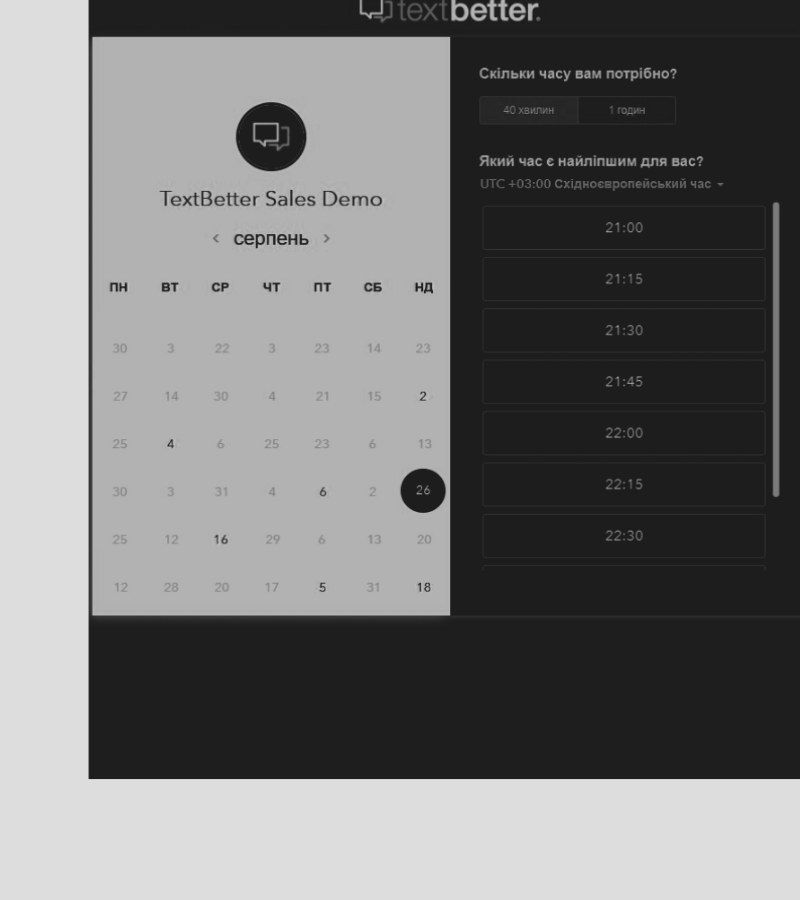 textbetter.
TextBetter Sales Demo
< серпень >
ПН ВТ СР ЧТ ПТ СБ НД
30 3 22 3 23 14 23
27 14 30 4 21 15 2
25 4 6 25 23 6 13
30 3 31 4 6 2 26
25 12 16 29 6 13 20
12 28 20 17 5 31 18
Скільки часу вам потрібно?
40 хвилин 1 годин
Який час є найліпшим для вас?
UTC +03:00 Східноєвропейський час
21:00
21:15
21:30
21:45
22:00
22:15
22:30